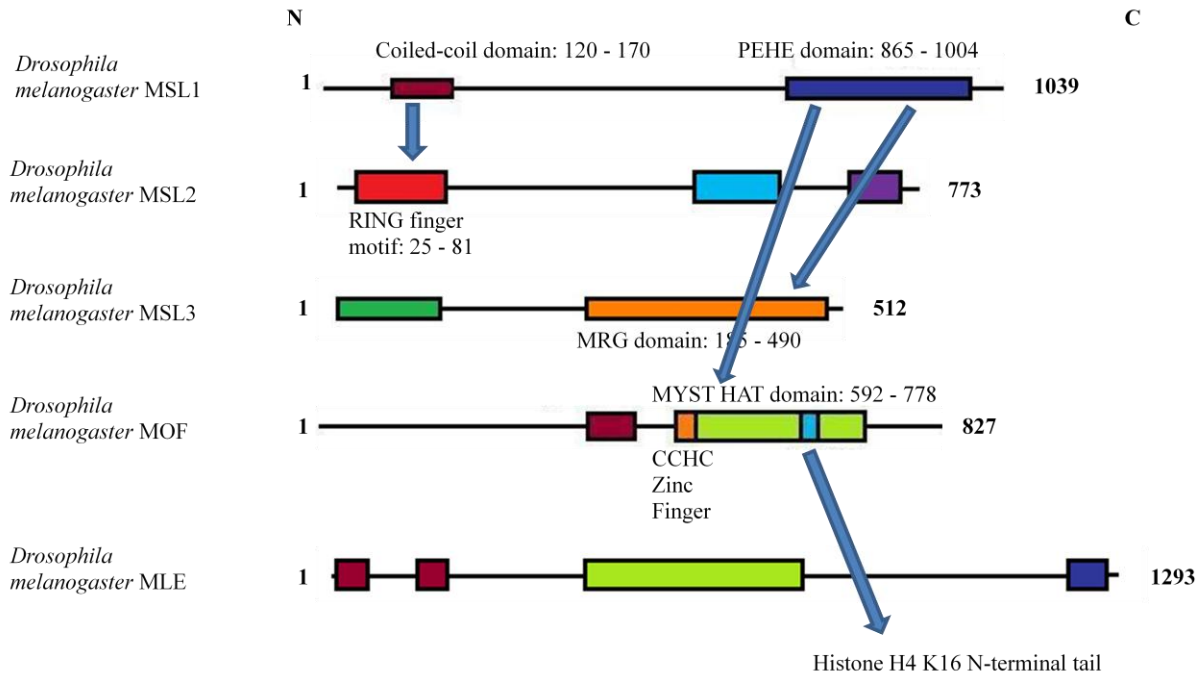 N
C
Coiled-coil domain: 120 - 170
PEHE domain: 865 - 1004
Drosophila
melanogaster MSL1
1
1039
Drosophila
melanogaster MSL2
1
773
RING finger
motif: 25 - 81
Drosophila
melanogaster MSL3
1
512
MRG domain: - 490
MYST HAT domain: 592 - 778
Drosophila
melanogaster MOF
1
827
CCHC
Zinc
Finger
Drosophila
melanogaster MLE
1
1293
Histone H4 K16 N-terminal tail